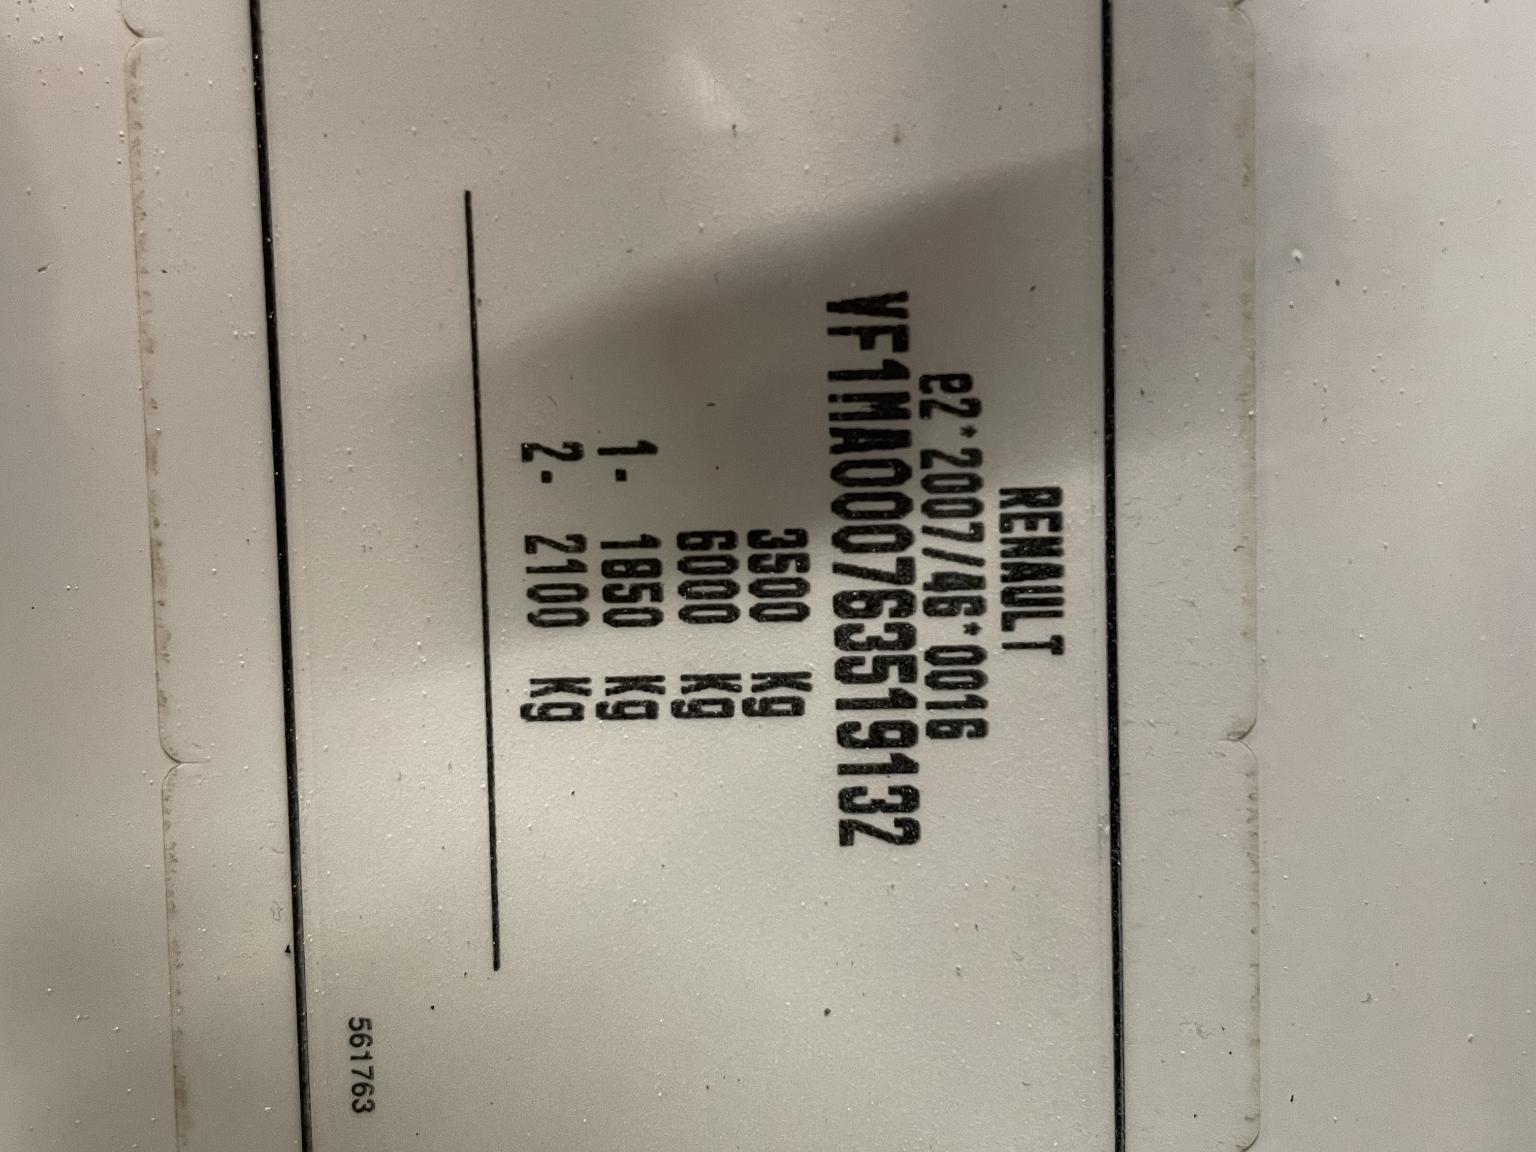 RENAULT
e2*2007/46*0016
VF1MA000763519132
3500 Kg
6000 Kg
1- 1850 Kg
2- 2100 Kg
561763